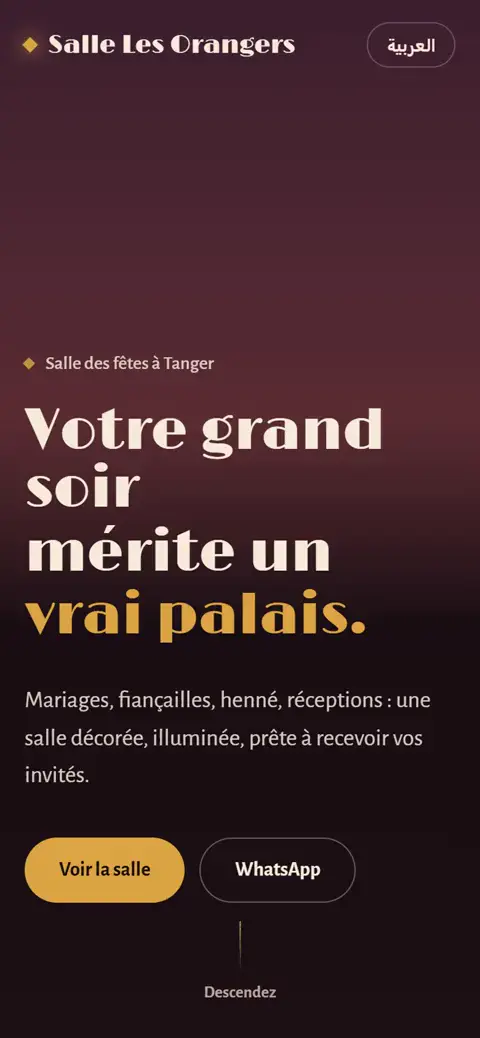 Salle Les Orangers
العربية
Salle des fêtes à Tanger
Votre grand
soir
mérite un
vrai palais.
Mariages, fiançailles, henné, réceptions : une
salle décorée, illuminée, prête à recevoir vos
invités.
Voir la salle
WhatsApp
Descendez